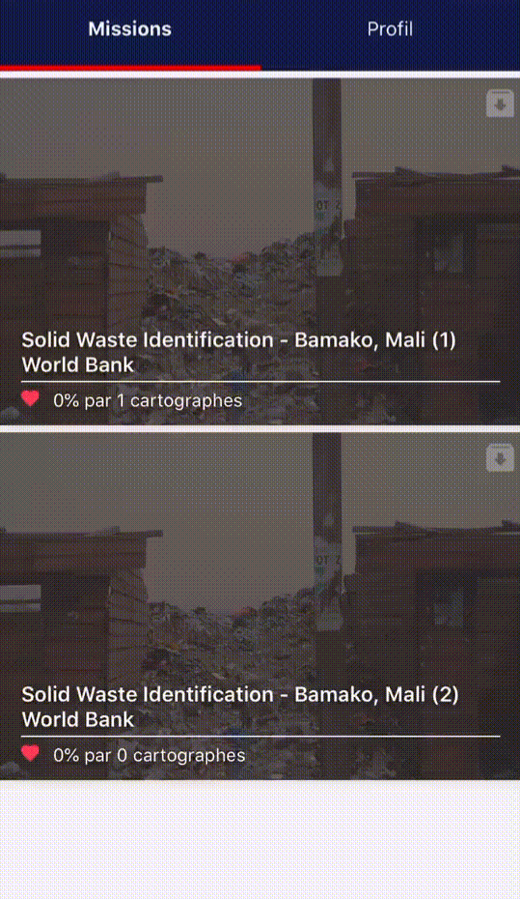 Missions
Profil
Solid Waste Identification - Bamako, Mali (1)
World Bank
0% par 1 cartographes
Solid Waste Identification - Bamako, Mali (2)
World Bank
0% par 0 cartographes